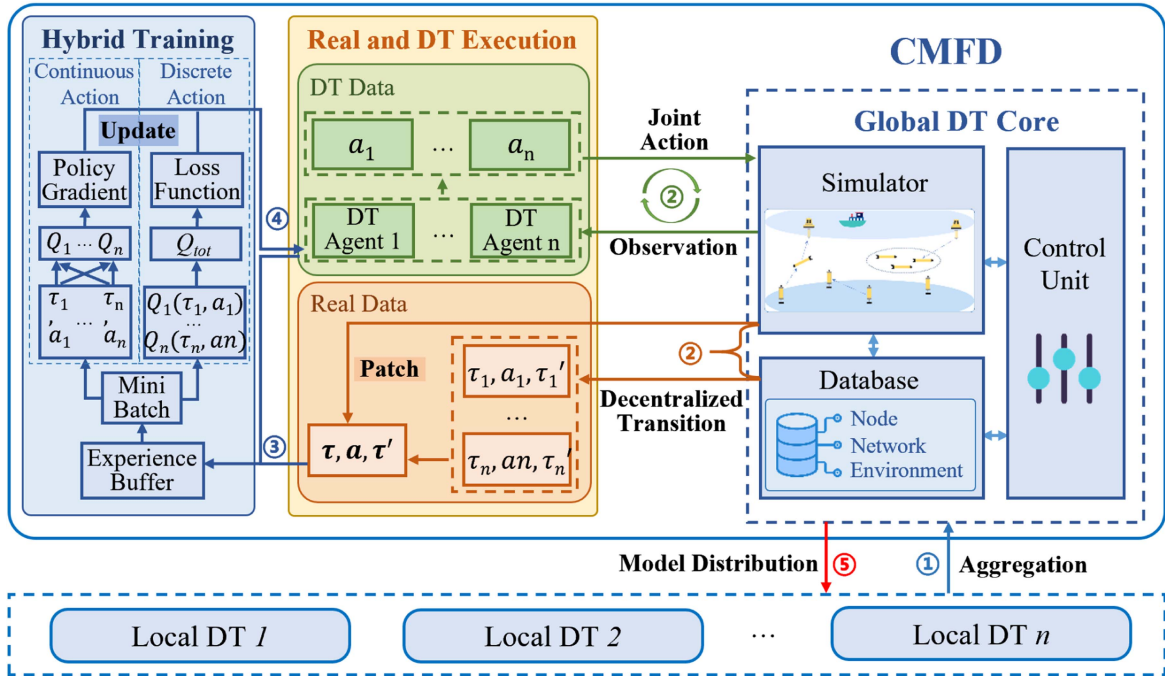 Hybrid Training
Continuous Action
Discrete Action
Update
Policy Gradient
Loss Function
Q₁ ⋯ Qₙ
Q_tot
τ₁ τₙ
, ⋯ ,
a₁ aₙ
Q₁(τ₁, a₁)
...
Qₙ(τₙ, an)
Mini Batch
Experience Buffer
④
③
Real and DT Execution
DT Data
a₁ ... aₙ
DT Agent 1
...
DT Agent n
Real Data
Patch
τ₁, a₁, τ₁′
...
τₙ, an, τₙ′
τ, a, τ′
Joint Action
②
Observation
②
Decentralized Transition
CMFD
Global DT Core
Simulator
Control Unit
Database
Node
Network
Environment
Model Distribution
⑤
①
Aggregation
Local DT 1
Local DT 2
...
Local DT n